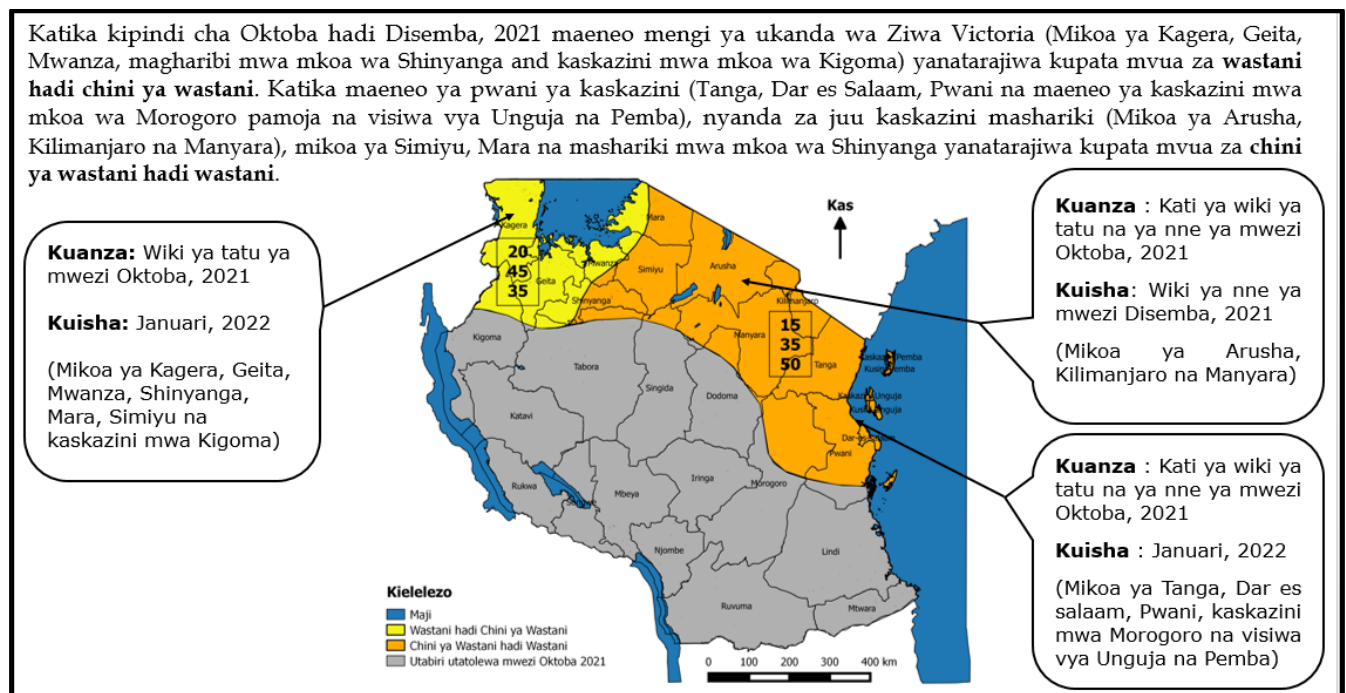 Katika kipindi cha Oktoba hadi Disemba, 2021 maeneo mengi ya ukanda wa Ziwa Victoria (Mikoa ya Kagera, Geita,
Mwanza, magharibi mwa mkoa wa Shinyanga and kaskazini mwa mkoa wa Kigoma) yanatarajiwa kupata mvua za wastani
hadi chini ya wastani. Katika maeneo ya pwani ya kaskazini (Tanga, Dar es Salaam, Pwani na maeneo ya kaskazini mwa
mkoa wa Morogoro pamoja na visiwa vya Unguja na Pemba), nyanda za juu kaskazini mashariki (Mikoa ya Arusha,
Kilimanjaro na Manyara), mikoa ya Simiyu, Mara na mashariki mwa mkoa wa Shinyanga yanatarajiwa kupata mvua za chini
ya wastani hadi wastani.
Kuanza: Wiki ya tatu ya
mwezi Oktoba, 2021
Kuisha: Januari, 2022
(Mikoa ya Kagera, Geita,
Mwanza, Shinyanga,
Mara, Simiyu na
kaskazini mwa Kigoma)
Kas
Kagera
Mara
20
45
35
Mwanza
Geita
Simiyu
Arusha
Shinyanga
Kilimanjaro
Manyara
15
35
50
Tanga
Kigoma
Tabora
Singida
Dodoma
Katavi
Dar-es-Salaam
Pwani
Rukwa
Mbeya
Iringa
Morogoro
Njombe
Lindi
Ruvuma
Mtwara
Kuanza : Kati ya wiki ya
tatu na ya nne ya mwezi
Oktoba, 2021
Kuisha: Wiki ya nne ya
mwezi Disemba, 2021
(Mikoa ya Arusha,
Kilimanjaro na Manyara)
Kuanza : Kati ya wiki ya
tatu na ya nne ya mwezi
Oktoba, 2021
Kuisha : Januari, 2022
(Mikoa ya Tanga, Dar es
salaam, Pwani, kaskazini
mwa Morogoro na visiwa
vya Unguja na Pemba)
Kielelezo
Maji
Wastani hadi Chini ya Wastani
Chini ya Wastani hadi Wastani
Utabiri utatolewa mwezi Oktoba 2021
0 100 200 300 400 km